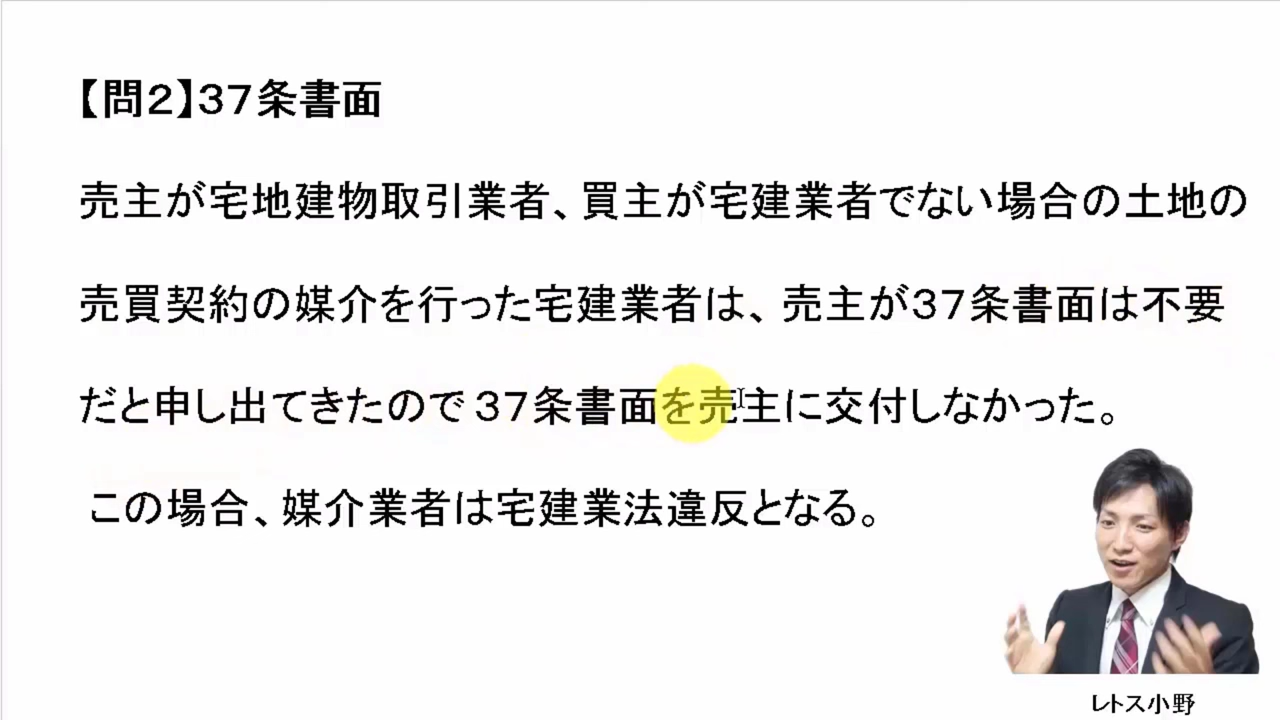 【問２】３７条書面
売主が宅地建物取引業者、買主が宅建業者でない場合の土地の
売買契約の媒介を行った宅建業者は、売主が３７条書面は不要
だと申し出てきたので３７条書面を売主に交付しなかった。
この場合、媒介業者は宅建業法違反となる。
レトス小野